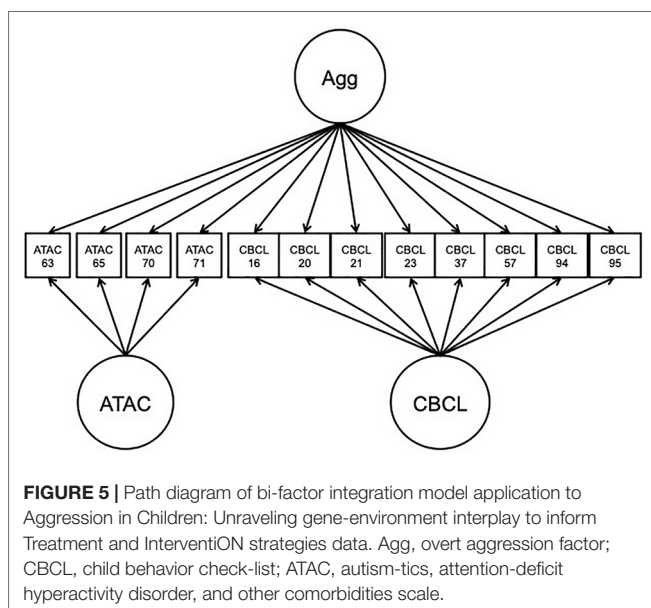 Agg
ATAC ATAC ATAC ATAC CBCL CBCL CBCL CBCL CBCL CBCL CBCL CBCL
63 65 70 71 16 20 21 23 37 57 94 95
ATAC CBCL
FIGURE 5 | Path diagram of bi-factor integration model application to
Aggression in Children: Unraveling gene-environment interplay to inform
Treatment and InterventiON strategies data. Agg, overt aggression factor;
CBCL, child behavior check-list; ATAC, autism-tics, attention-deficit
hyperactivity disorder, and other comorbidities scale.